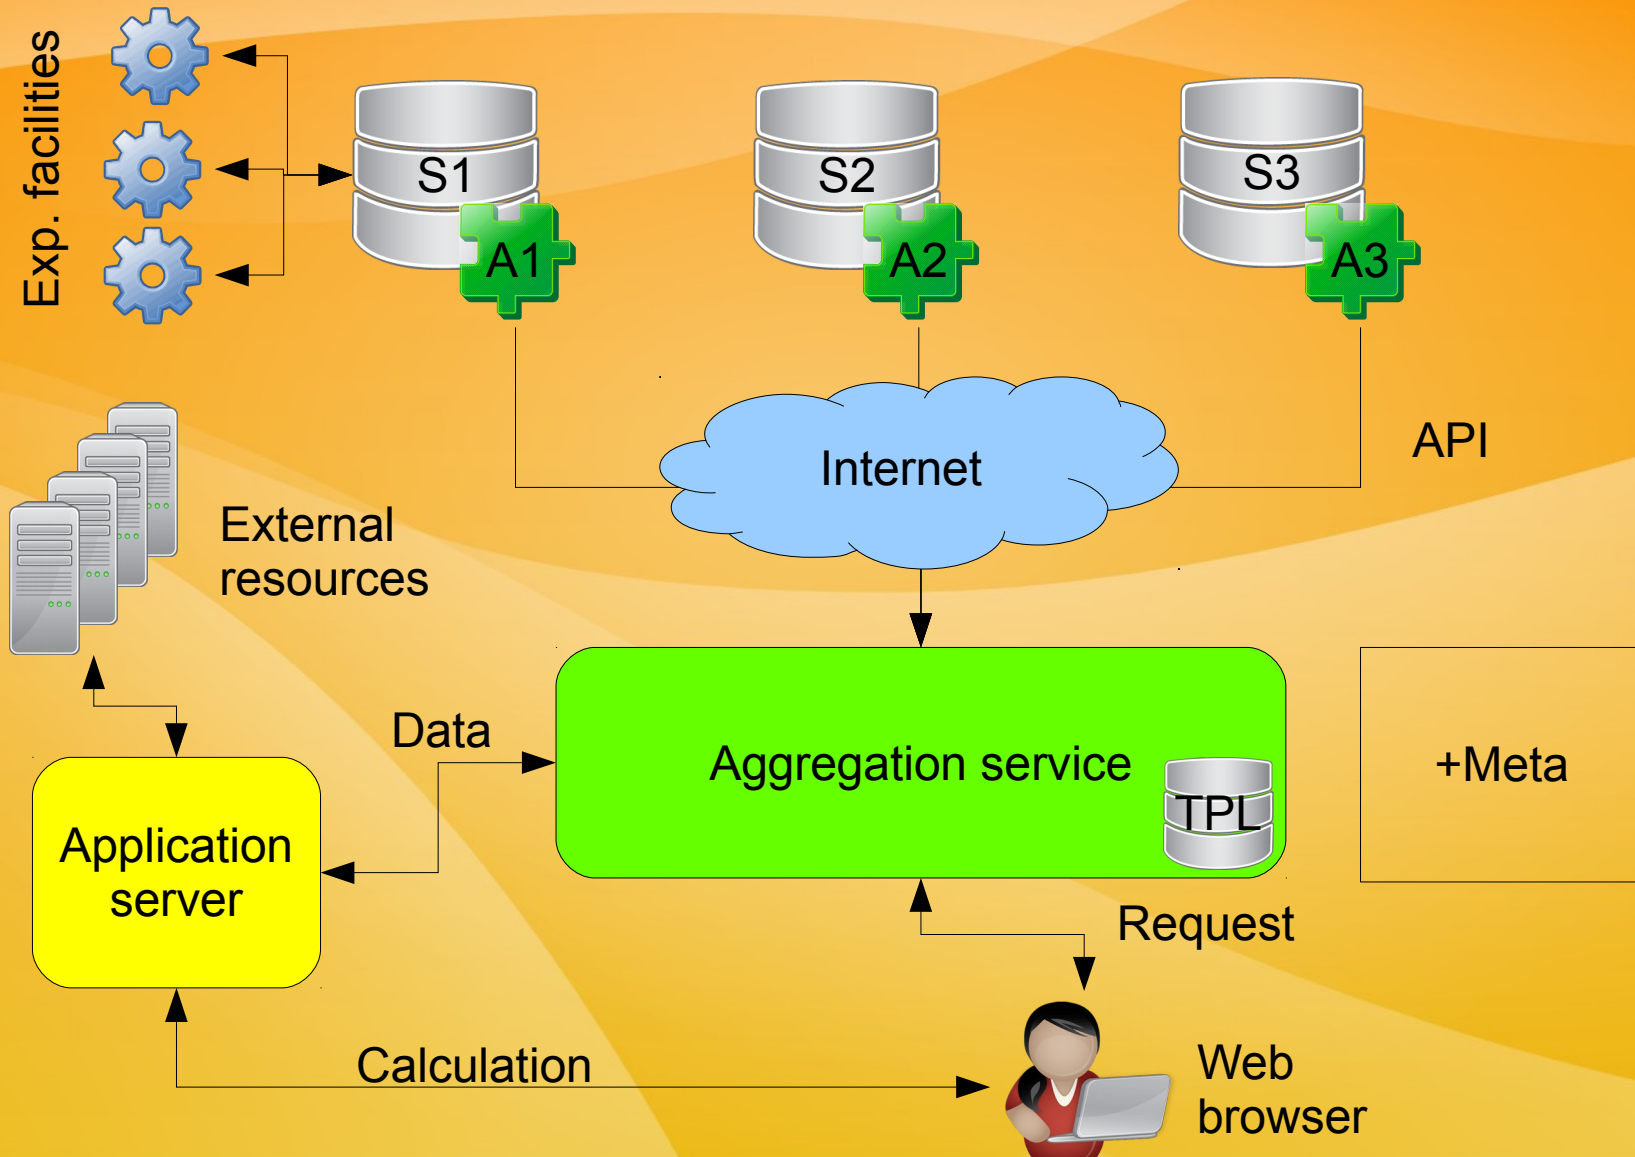 Exp. facilities
S1
S2
S3
A1
A2
A3
Internet
API
External
resources
Data
Aggregation service
TPL
+Meta
Application
server
Request
Calculation
Web
browser